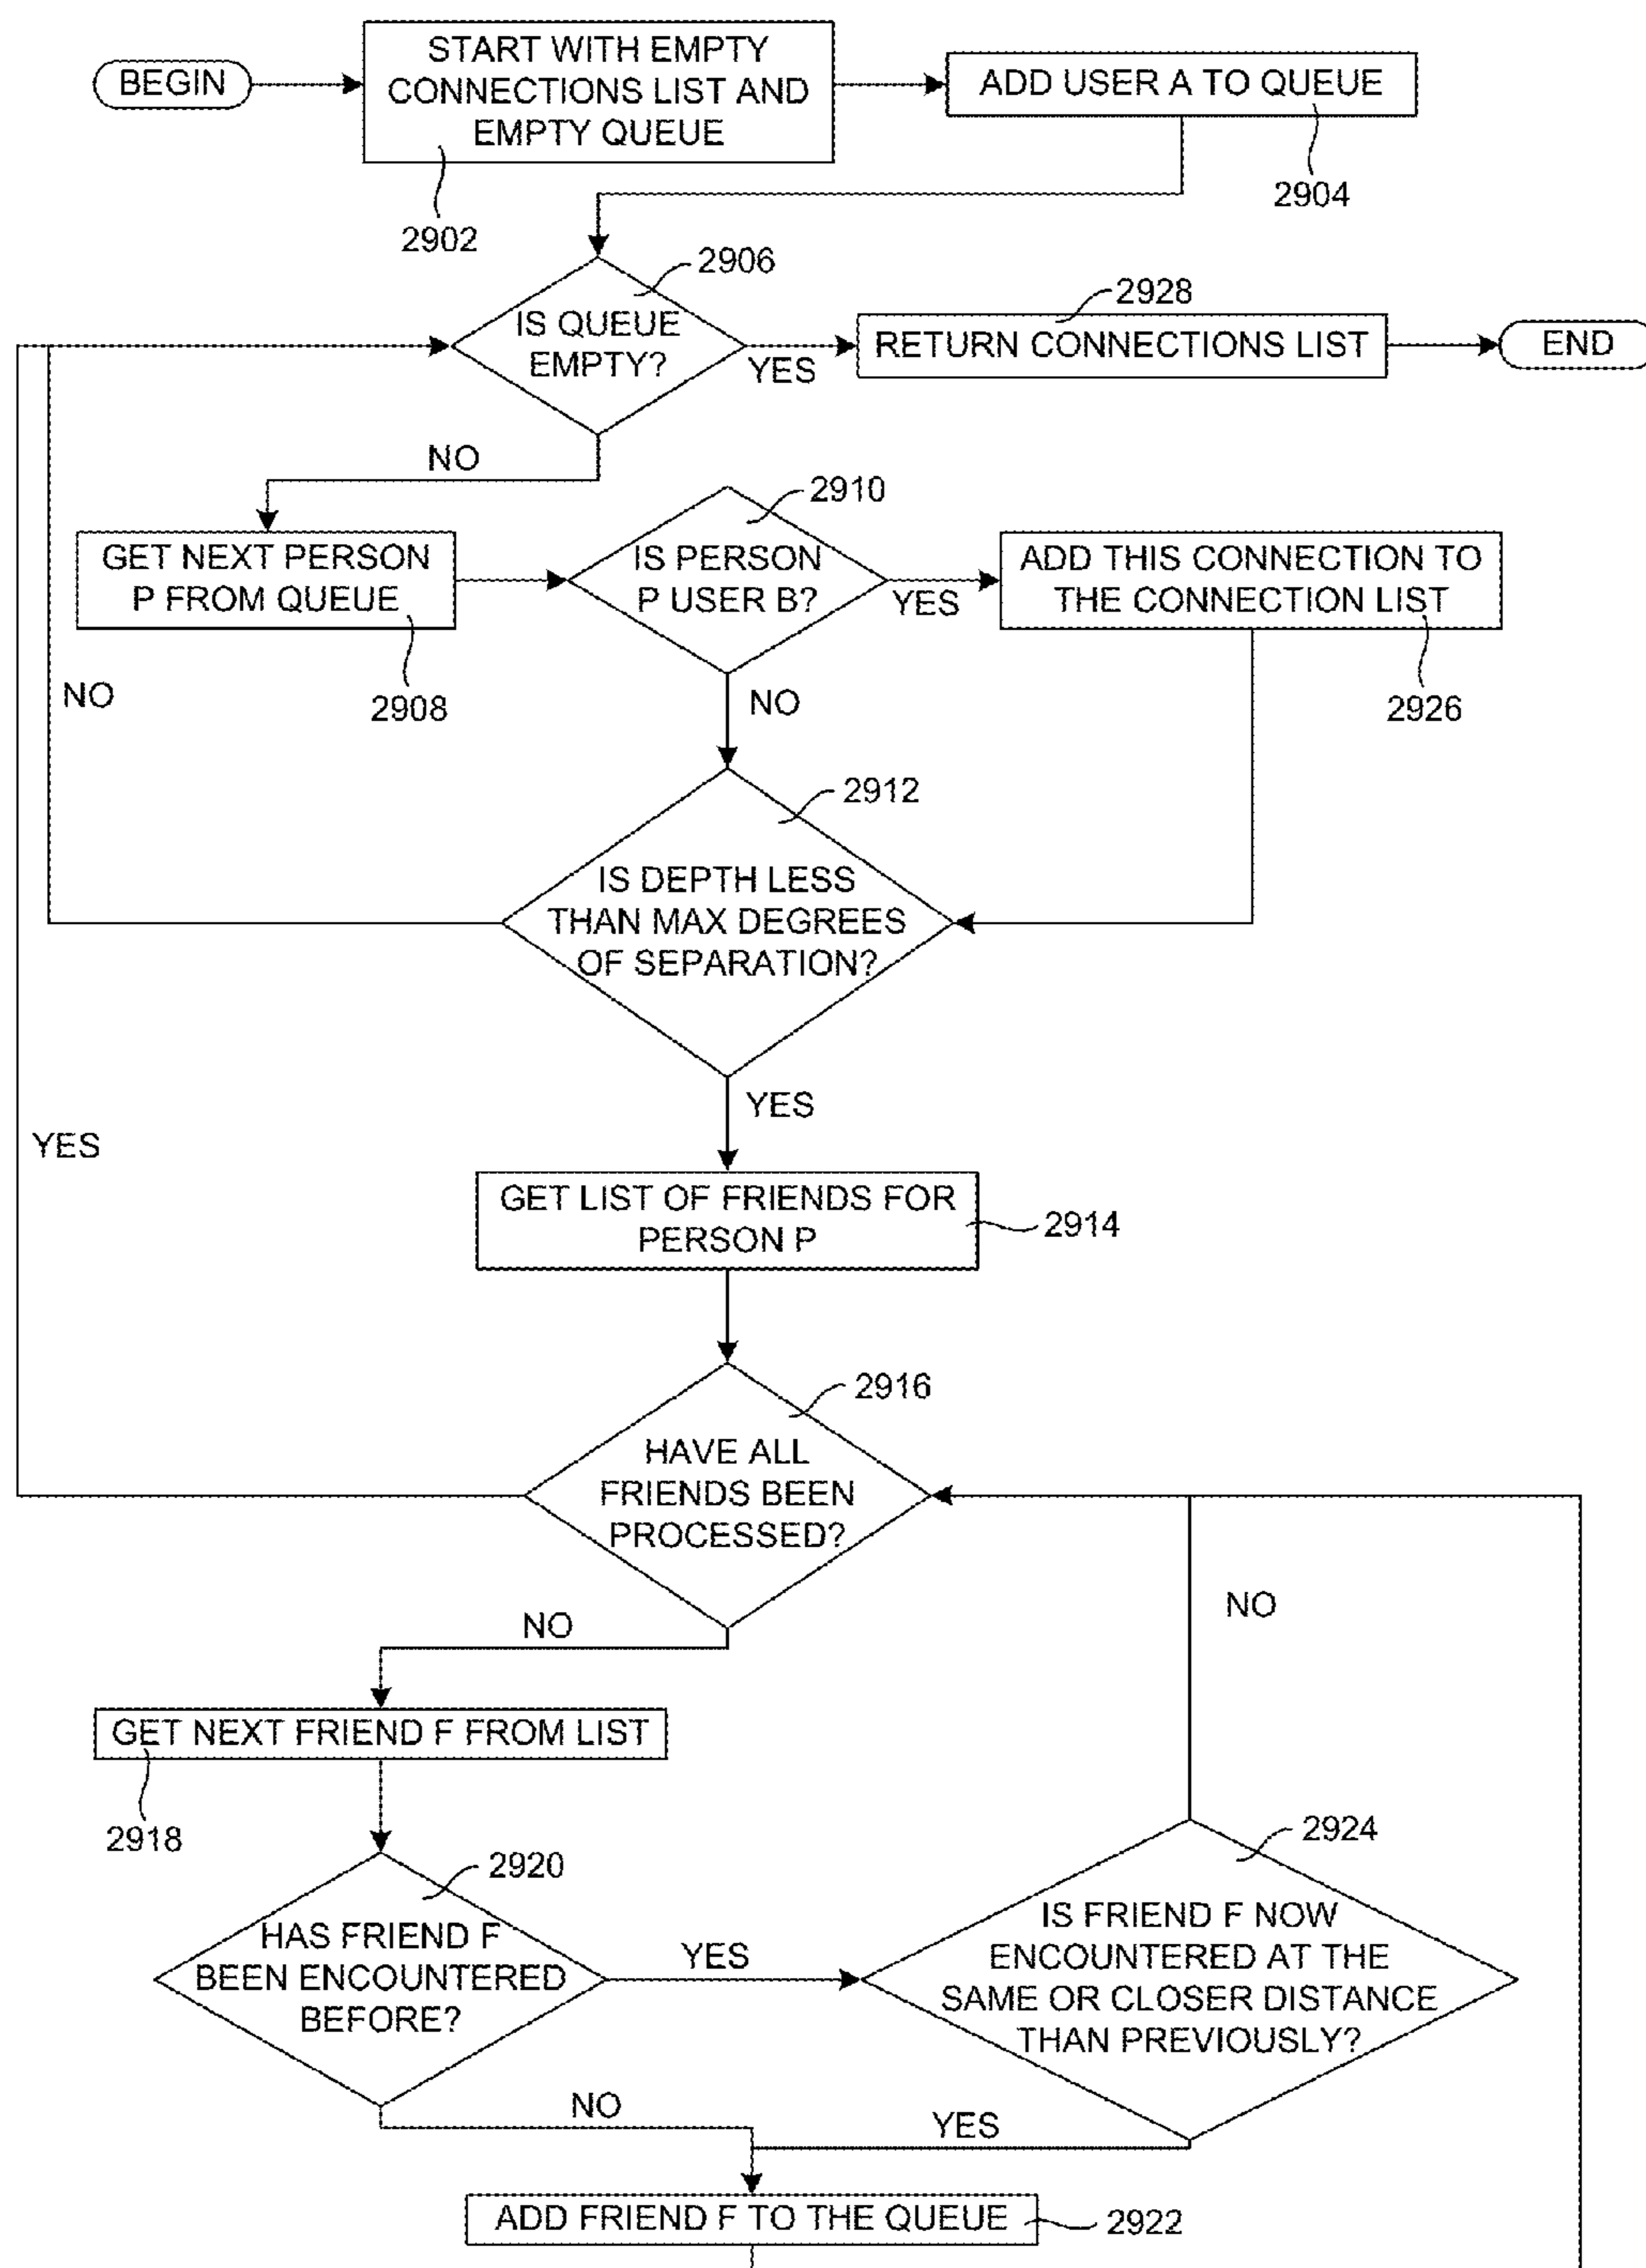 BEGIN
START WITH EMPTY
CONNECTIONS LIST AND
EMPTY QUEUE
2902
ADD USER A TO QUEUE
2904
IS QUEUE
EMPTY?
2906
YES
RETURN CONNECTIONS LIST
2928
END
NO
GET NEXT PERSON
P FROM QUEUE
2908
IS PERSON
P USER B?
2910
YES
ADD THIS CONNECTION TO
THE CONNECTION LIST
2926
NO
NO
IS DEPTH LESS
THAN MAX DEGREES
OF SEPARATION?
2912
YES
YES
GET LIST OF FRIENDS FOR
PERSON P
2914
HAVE ALL
FRIENDS BEEN
PROCESSED?
2916
NO
NO
GET NEXT FRIEND F FROM LIST
2918
HAS FRIEND F
BEEN ENCOUNTERED
BEFORE?
2920
YES
IS FRIEND F NOW
ENCOUNTERED AT THE
SAME OR CLOSER DISTANCE
THAN PREVIOUSLY?
2924
NO
YES
ADD FRIEND F TO THE QUEUE
2922